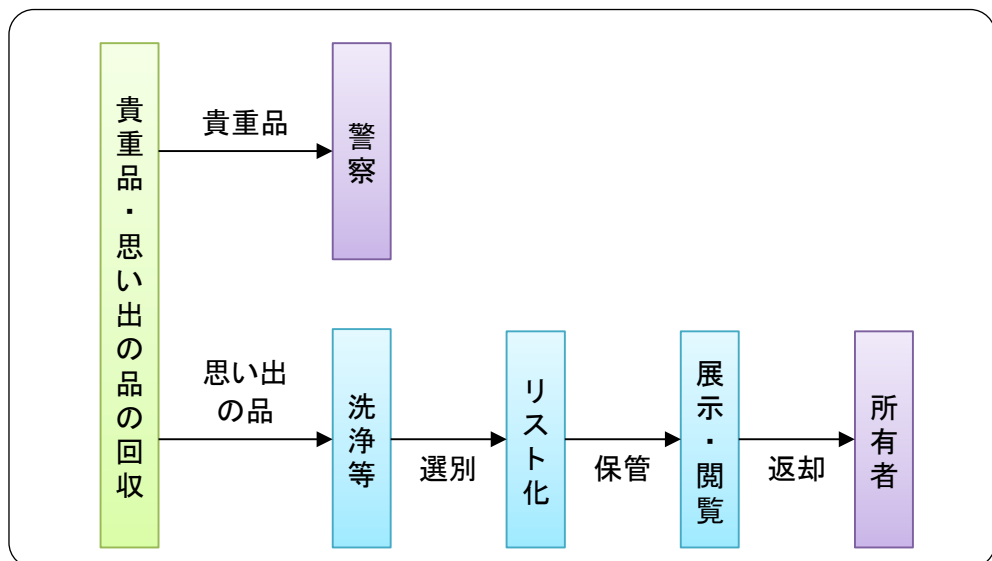 貴重品・思い出の品の回収
貴重品
警察
思い出
の品
洗浄等
選別
リスト化
保管
展示・閲覧
返却
所有者